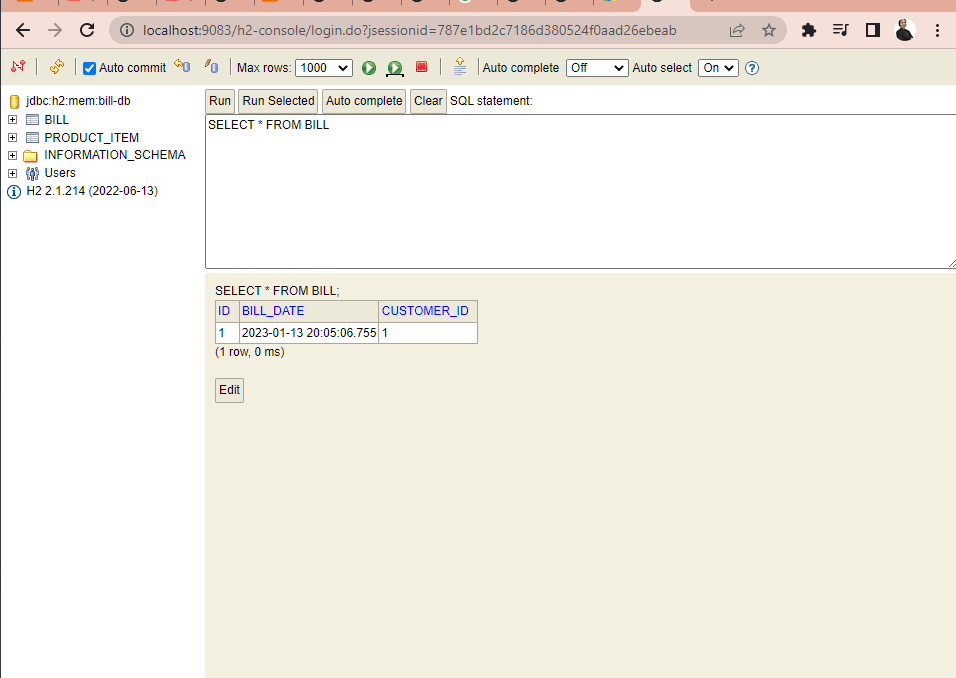 localhost:9083/h2-console/login.do?jsessionid=787e1bd2c7186d380524f0aad26ebeab
Auto commit Max rows: 1000 Auto complete Off Auto select On ?
jdbc:h2:mem:bill-db
BILL
PRODUCT_ITEM
INFORMATION_SCHEMA
Users
H2 2.1.214 (2022-06-13)
Run Run Selected Auto complete Clear SQL statement:
SELECT * FROM BILL
SELECT * FROM BILL;
ID BILL_DATE CUSTOMER_ID
1 2023-01-13 20:05:06.755 1
(1 row, 0 ms)
Edit